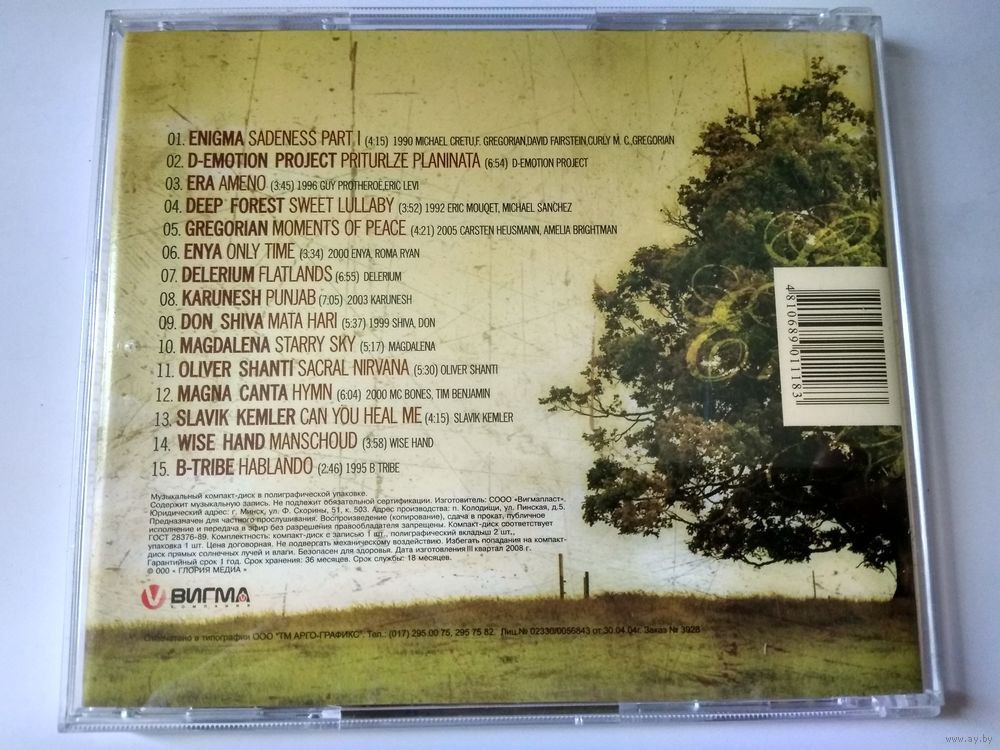 01. ENIGMA SADENESS PART I (4:15) 1990 MICHAEL CRETU,F. GREGORIAN,DAVID FAIRSTEIN,CURLY M. C,GREGORIAN
02. D-EMOTION PROJECT PRITURLZE PLANINATA (6:54) D-EMOTION PROJECT
03. ERA AMENO (3:45) 1996 GUY PROTHEROE,ERIC LEVI
04. DEEP FOREST SWEET LULLABY (3:52) 1992 ERIC MOUQET, MICHAEL SANCHEZ
05. GREGORIAN MOMENTS OF PEACE (4:21) 2005 CARSTEN HEUSMANN, AMELIA BRIGHTMAN
06. ENYA ONLY TIME (3:34) 2000 ENYA, ROMA RYAN
07. DELERIUM FLATLANDS (6:55) DELERIUM
08. KARUNESH PUNJAB (7:05) 2003 KARUNESH
09. DON SHIVA MATA HARI (5:37) 1999 SHIVA, DON
10. MAGDALENA STARRY SKY (5:17) MAGDALENA
11. OLIVER SHANTI SACRAL NIRVANA (5:30) OLIVER SHANTI
12. MAGNA CANTA HYMN (6:04) 2000 MC BONES, TIM BENJAMIN
13. SLAVIK KEMLER CAN YOU HEAL ME (4:15) SLAVIK KEMLER
14. WISE HAND MANSCHOUD (3:58) WISE HAND
15. B-TRIBE HABLANDO (2:46) 1995 B TRIBE
4810689011183
Музыкальный компакт-диск в полиграфической упаковке.
Содержит музыкальную запись. Не подлежит обязательной сертификации. Изготовитель: СООО «Вигмапласт».
Юридический адрес: г. Минск, ул. Ф. Скорины, 51, к. 503. Адрес производства: п. Колодищи, ул. Пинская, д.5.
Предназначен для частного прослушивания. Воспроизведение (копирование), сдача в прокат, публичное
исполнение и передача в эфир без разрешения правообладателя запрещены. Компакт-диск соответствует
ГОСТ 28376-89. Комплектность: компакт-диск с записью 1 шт., полиграфический вкладыш 2 шт.,
упаковка 1 шт. Цена договорная. Не подвергать механическому воздействию. Избегать попадания на компакт-
диск прямых солнечных лучей и влаги. Безопасен для здоровья. Дата изготовления III квартал 2008 г.
Гарантийный срок 1 год. Срок хранения: 36 месяцев. Срок службы: 18 месяцев.
© ООО « ГЛОРИЯ МЕДИА »
ВИГМА
КОМПАНИЯ
Отпечатано в типографии ООО "ТМ АРГО-ГРАФИКС". Тел.: (017) 295 00 75, 295 75 82. Лиц.№ 02330/0056843 от 30.04.04г. Заказ № 3928
www.ay.by